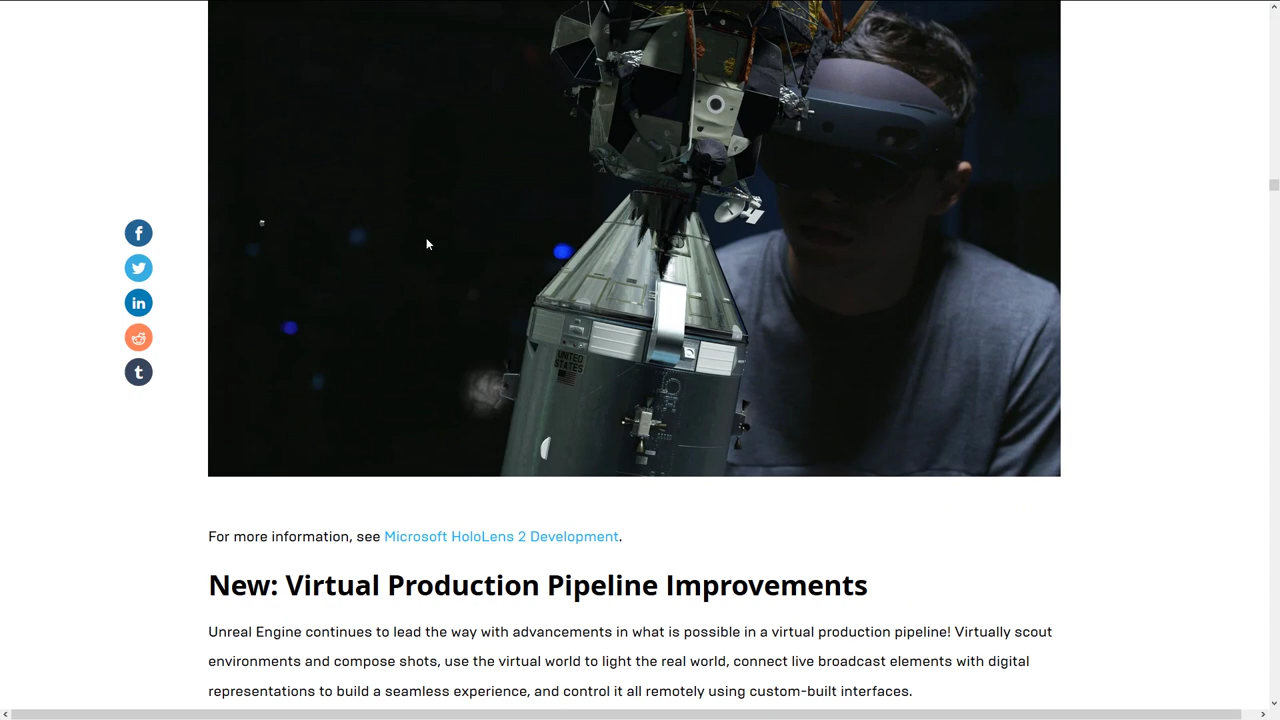 UNITED
STATES
f
in
t
For more information, see Microsoft HoloLens 2 Development.
New: Virtual Production Pipeline Improvements
Unreal Engine continues to lead the way with advancements in what is possible in a virtual production pipeline! Virtually scout
environments and compose shots, use the virtual world to light the real world, connect live broadcast elements with digital
representations to build a seamless experience, and control it all remotely using custom-built interfaces.